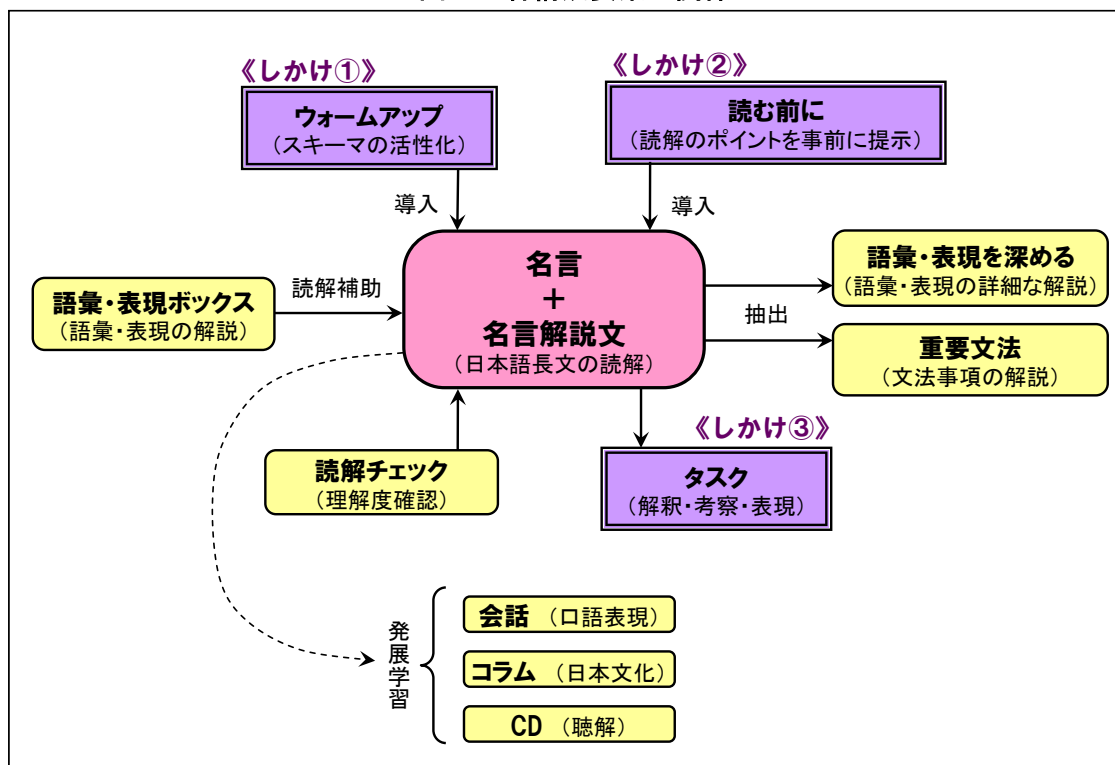 《しかけ①》
《しかけ②》
ウォームアップ
（スキーマの活性化）
読む前に
（読解のポイントを事前に提示）
導入
導入
名言
＋
名言解説文
（日本語長文の読解）
語彙・表現ボックス
（語彙・表現の解説）
読解補助
語彙・表現を深める
（語彙・表現の詳細な解説）
抽出
重要文法
（文法事項の解説）
《しかけ③》
読解チェック
（理解度確認）
タスク
（解釈・考察・表現）
発展学習
会話 （口語表現）
コラム （日本文化）
CD （聴解）